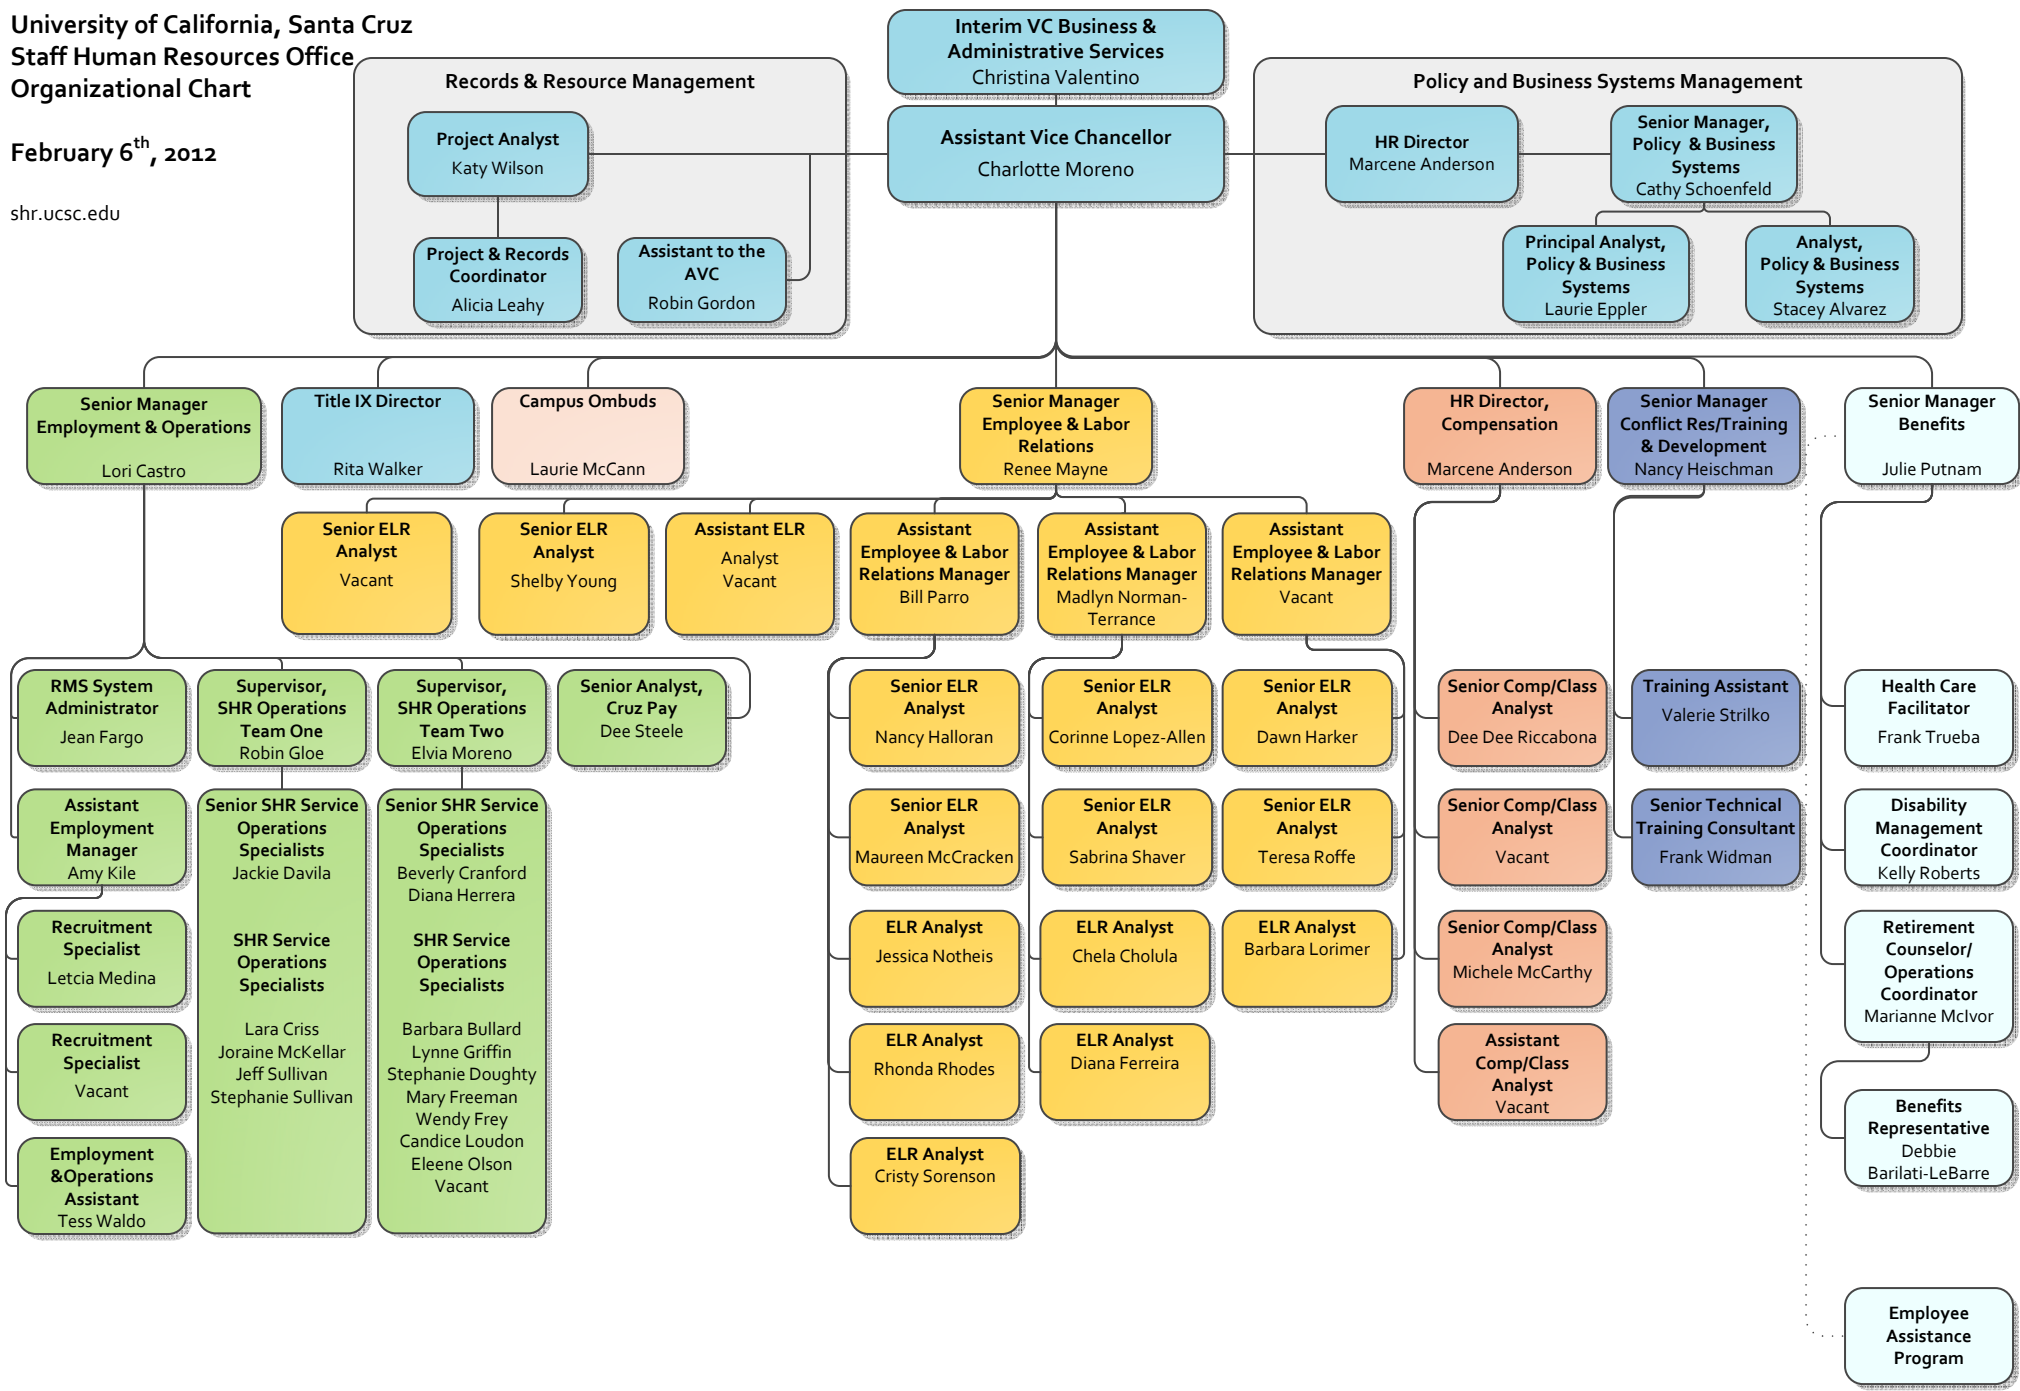 University of California, Santa Cruz
Staff Human Resources Office
Organizational Chart
February 6th, 2012
shr.ucsc.edu
Interim VC Business &
Administrative Services
Christina Valentino
Assistant Vice Chancellor
Charlotte Moreno
Records & Resource Management
Project Analyst
Katy Wilson
Project & Records
Coordinator
Alicia Leahy
Assistant to the
AVC
Robin Gordon
Policy and Business Systems Management
HR Director
Marcene Anderson
Senior Manager,
Policy & Business
Systems
Cathy Schoenfeld
Principal Analyst,
Policy & Business
Systems
Laurie Eppler
Analyst,
Policy & Business
Systems
Stacey Alvarez
Senior Manager
Employment & Operations
Lori Castro
Title IX Director
Rita Walker
Campus Ombuds
Laurie McCann
Senior Manager
Employee & Labor
Relations
Renee Mayne
HR Director,
Compensation
Marcene Anderson
Senior Manager
Conflict Res/Training
& Development
Nancy Heischman
Senior Manager
Benefits
Julie Putnam
Senior ELR
Analyst
Vacant
Senior ELR
Analyst
Shelby Young
Assistant ELR
Analyst
Vacant
Assistant
Employee & Labor
Relations Manager
Bill Parro
Assistant
Employee & Labor
Relations Manager
Madlyn Norman-
Terrance
Assistant
Employee & Labor
Relations Manager
Vacant
RMS System
Administrator
Jean Fargo
Supervisor,
SHR Operations
Team One
Robin Gloe
Supervisor,
SHR Operations
Team Two
Elvia Moreno
Senior Analyst,
Cruz Pay
Dee Steele
Assistant
Employment
Manager
Amy Kile
Recruitment
Specialist
Letcia Medina
Recruitment
Specialist
Vacant
Employment
&Operations
Assistant
Tess Waldo
Senior SHR Service
Operations
Specialists
Jackie Davila
SHR Service
Operations
Specialists
Lara Criss
Joraine McKellar
Jeff Sullivan
Stephanie Sullivan
Senior SHR Service
Operations
Specialists
Beverly Cranford
Diana Herrera
SHR Service
Operations
Specialists
Barbara Bullard
Lynne Griffin
Stephanie Doughty
Mary Freeman
Wendy Frey
Candice Loudon
Eleene Olson
Vacant
Senior ELR
Analyst
Nancy Halloran
Senior ELR
Analyst
Maureen McCracken
ELR Analyst
Jessica Notheis
ELR Analyst
Rhonda Rhodes
ELR Analyst
Cristy Sorenson
Senior ELR
Analyst
Corinne Lopez-Allen
Senior ELR
Analyst
Sabrina Shaver
ELR Analyst
Chela Cholula
ELR Analyst
Diana Ferreira
Senior ELR
Analyst
Dawn Harker
Senior ELR
Analyst
Teresa Roffe
ELR Analyst
Barbara Lorimer
Senior Comp/Class
Analyst
Dee Dee Riccabona
Senior Comp/Class
Analyst
Vacant
Senior Comp/Class
Analyst
Michele McCarthy
Assistant
Comp/Class
Analyst
Vacant
Training Assistant
Valerie Strilko
Senior Technical
Training Consultant
Frank Widman
Health Care
Facilitator
Frank Trueba
Disability
Management
Coordinator
Kelly Roberts
Retirement
Counselor/
Operations
Coordinator
Marianne McIvor
Benefits
Representative
Debbie
Barilati-LeBarre
Employee
Assistance
Program